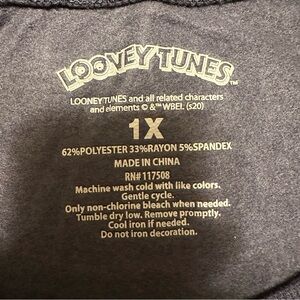 LOONEY TUNES™
LOONEY TUNES and all related characters
and elements © &™ WBEI. (s20)
1X
62%POLYESTER 33%RAYON 5%SPANDEX
MADE IN CHINA
RN# 117508
Machine wash cold with like colors.
Gentle cycle.
Only non-chlorine bleach when needed.
Tumble dry low. Remove promptly.
Cool iron if needed.
Do not iron decoration.